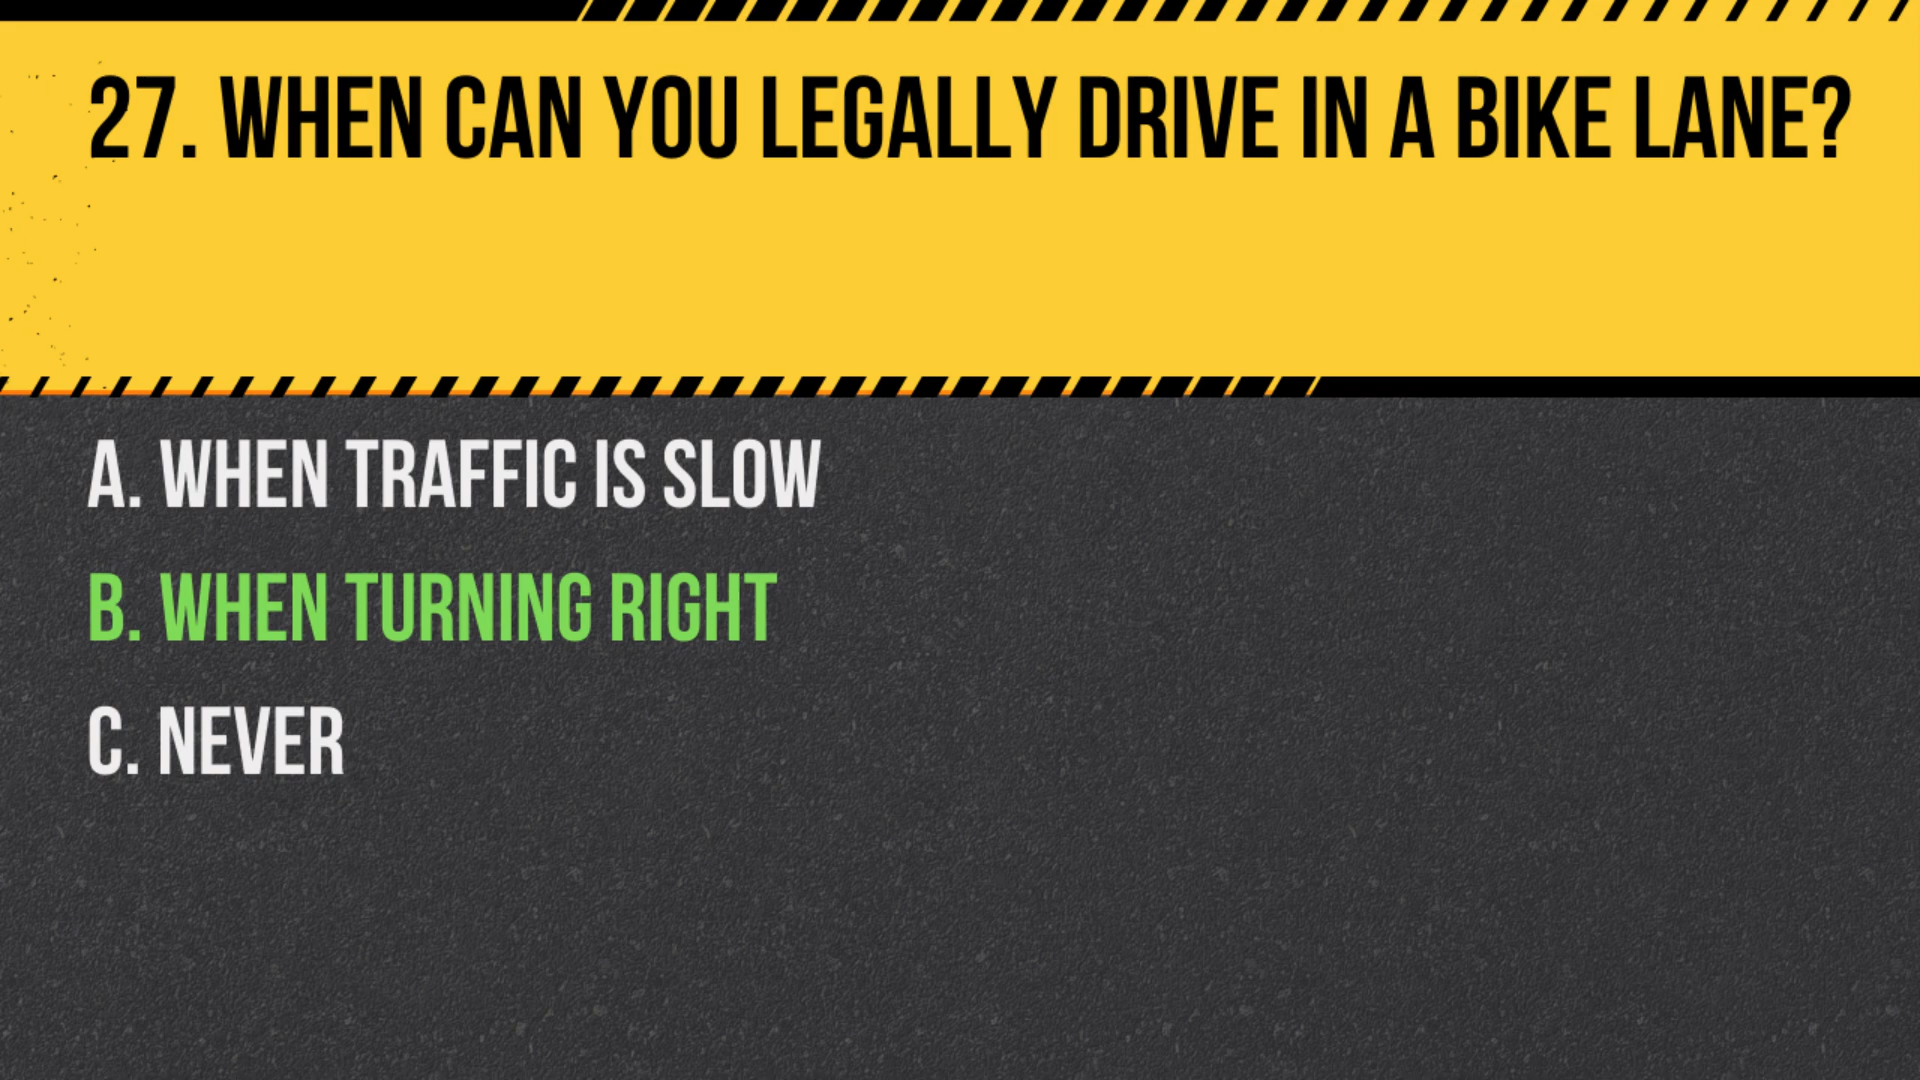 27. WHEN CAN YOU LEGALLY DRIVE IN A BIKE LANE?
A. WHEN TRAFFIC IS SLOW
B. WHEN TURNING RIGHT
C. NEVER